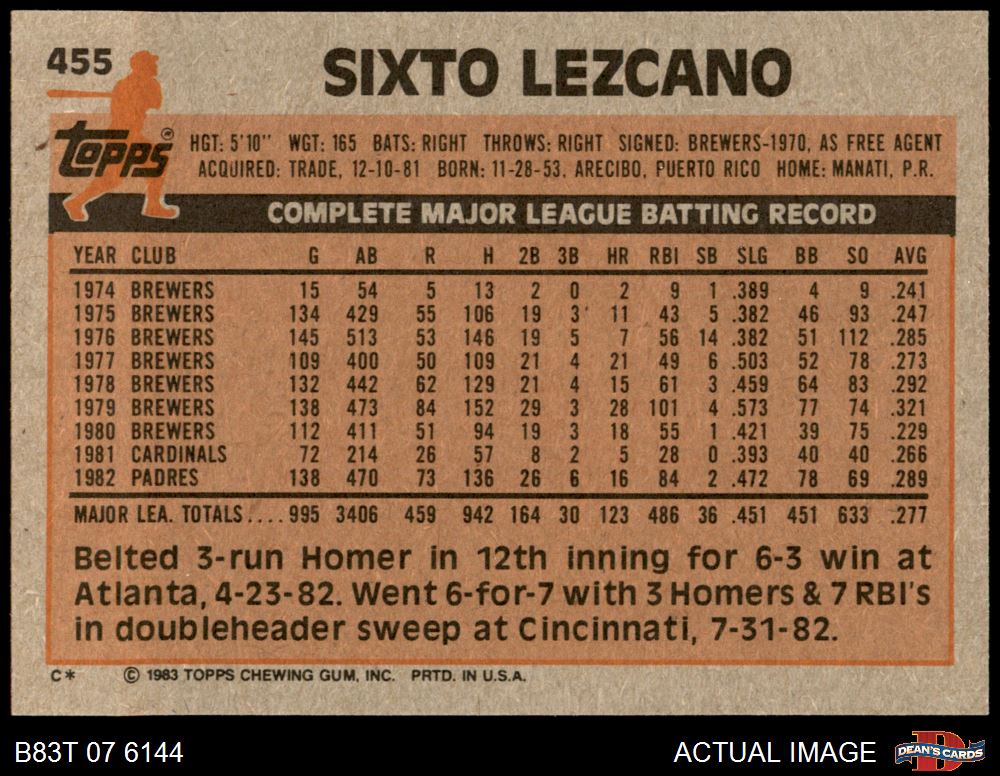 455
SIXTO LEZCANO
Topps®
HGT: 5'10" WGT: 165 BATS: RIGHT THROWS: RIGHT SIGNED: BREWERS-1970, AS FREE AGENT
ACQUIRED: TRADE, 12-10-81 BORN: 11-28-53, ARECIBO, PUERTO RICO HOME: MANATI, P.R.
COMPLETE MAJOR LEAGUE BATTING RECORD
YEAR CLUB G AB R H 2B 3B HR RBI SB SLG BB SO AVG
1974 BREWERS 15 54 5 13 2 0 2 9 1 .389 4 9 .241
1975 BREWERS 134 429 55 106 19 3 11 43 5 .382 46 93 .247
1976 BREWERS 145 513 53 146 19 5 7 56 14 .382 51 112 .285
1977 BREWERS 109 400 50 109 21 4 21 49 6 .503 52 78 .273
1978 BREWERS 132 442 62 129 21 4 15 61 3 .459 64 83 .292
1979 BREWERS 138 473 84 152 29 3 28 101 4 .573 77 74 .321
1980 BREWERS 112 411 51 94 19 3 18 55 1 .421 39 75 .229
1981 CARDINALS 72 214 26 57 8 2 5 28 0 .393 40 40 .266
1982 PADRES 138 470 73 136 26 6 16 84 2 .472 78 69 .289
MAJOR LEA. TOTALS.... 995 3406 459 942 164 30 123 486 36 .451 451 633 .277
Belted 3-run Homer in 12th inning for 6-3 win at
Atlanta, 4-23-82. Went 6-for-7 with 3 Homers & 7 RBI's
in doubleheader sweep at Cincinnati, 7-31-82.
C* © 1983 TOPPS CHEWING GUM, INC. PRTD. IN U.S.A.
B83T 07 6144
ACTUAL IMAGE
D
DEAN'S CARDS